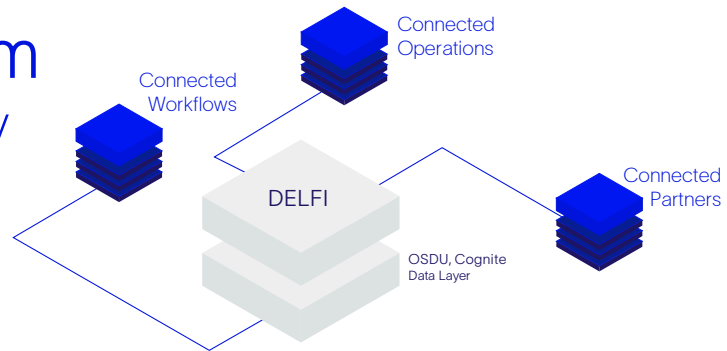 m
y
Connected
Operations
Connected
Workflows
Connected
Partners
DELFI
OSDU, Cognite
Data Layer